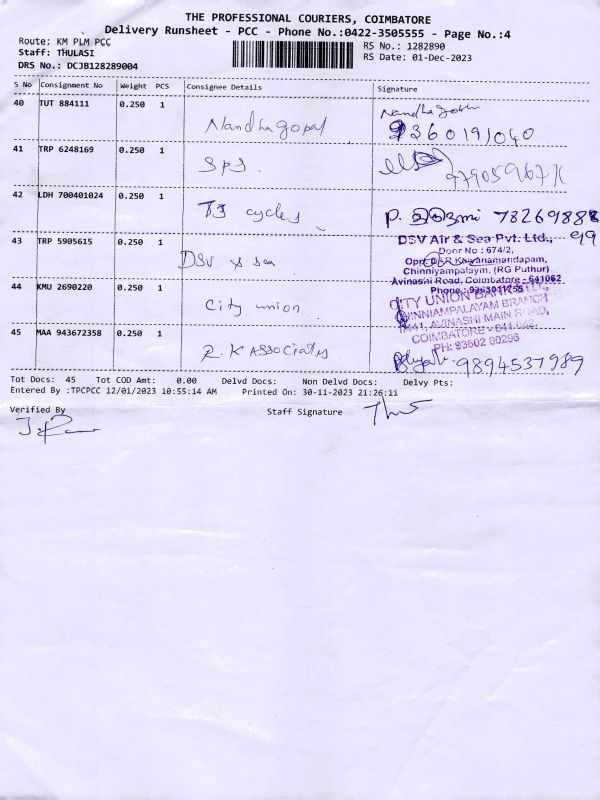 THE PROFESSIONAL COURIERS, COIMBATORE
Delivery Runsheet - PCC - Phone No.:0422-3505555 - Page No.:4
Route: KM PLM PCC
RS No.: 1282890
Staff: THULASI
RS Date: 01-Dec-2023
DRS No.: DCJB128289004
S No Consignment No Weight PCS Consignee Details Signature
40 TUT 884111 0.250 1 Nandhagopal 9360191040
41 TRP 6248169 0.250 1 SPS.
42 LDH 700401024 0.250 1 TI cycles P.
43 TRP 5905615 0.250 1 DSV & sea
DSV Air & Sea Pvt. Ltd.,
Door No : 674/2,
Chinniyampalaym, (RG Puthur)
Avinashi Road, Coimbatore - 641062
44 KMU 2690220 0.250 1 City union
CITY UNION BANK LTD.,
CHINNIAMPALAYAM BRANCH
AVINASHI MAIN ROAD,
COIMBATORE
PH: 93602 60296
45 MAA 943672358 0.250 1 R.K ASSociates 9894537989
Tot Docs: 45 Tot COD Amt: 0.00 Delvd Docs: Non Delvd Docs: Delvy Pts:
Entered By :TPCPCC 12/01/2023 10:55:14 AM Printed On: 30-11-2023 21:26:11
Verified By
Staff Signature